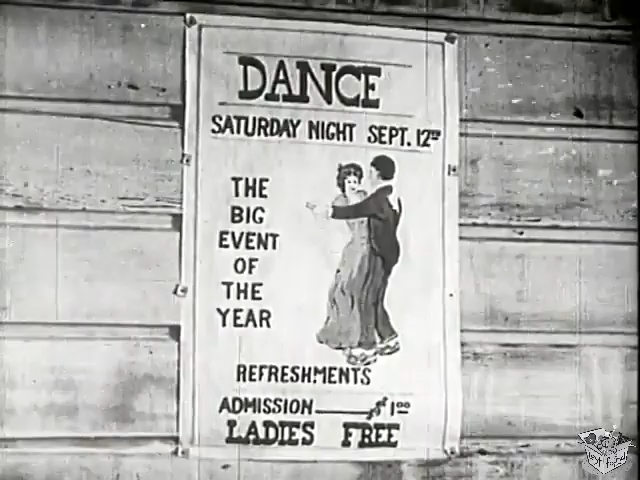 DANCE
SATURDAY NIGHT SEPT. 12TH
THE
BIG
EVENT
OF
THE
YEAR
REFRESHMENTS
ADMISSION $1.00
LADIES FREE